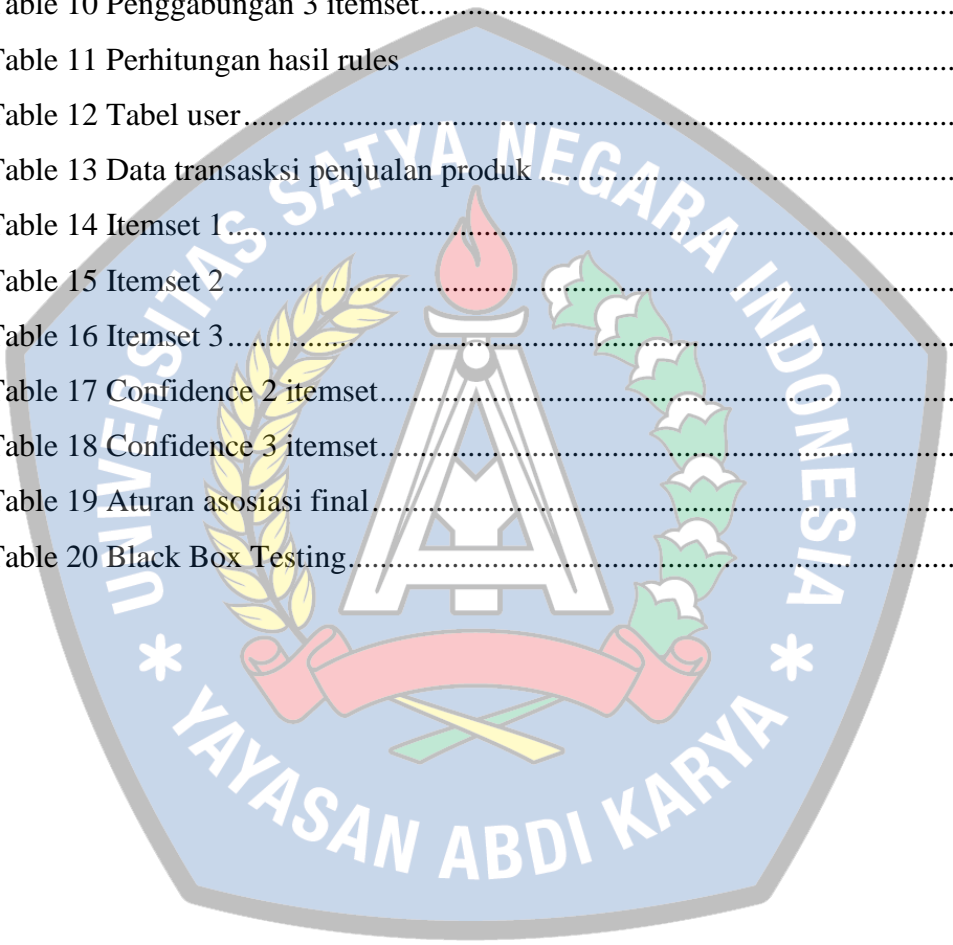 Table 10 Penggabungan 3 itemset........................................................................
Table 11 Perhitungan hasil rules........................................................................
Table 12 Tabel user........................................................................
Table 13 Data transasksi penjualan produk........................................................................
Table 14 Itemset 1........................................................................
Table 15 Itemset 2........................................................................
Table 16 Itemset 3........................................................................
Table 17 Confidence 2 itemset........................................................................
Table 18 Confidence 3 itemset........................................................................
Table 19 Aturan asosiasi final........................................................................
Table 20 Black Box Testing........................................................................
UNIVERSITAS SATYA NEGARA INDONESIA
* YAYASAN ABDI KARYA *